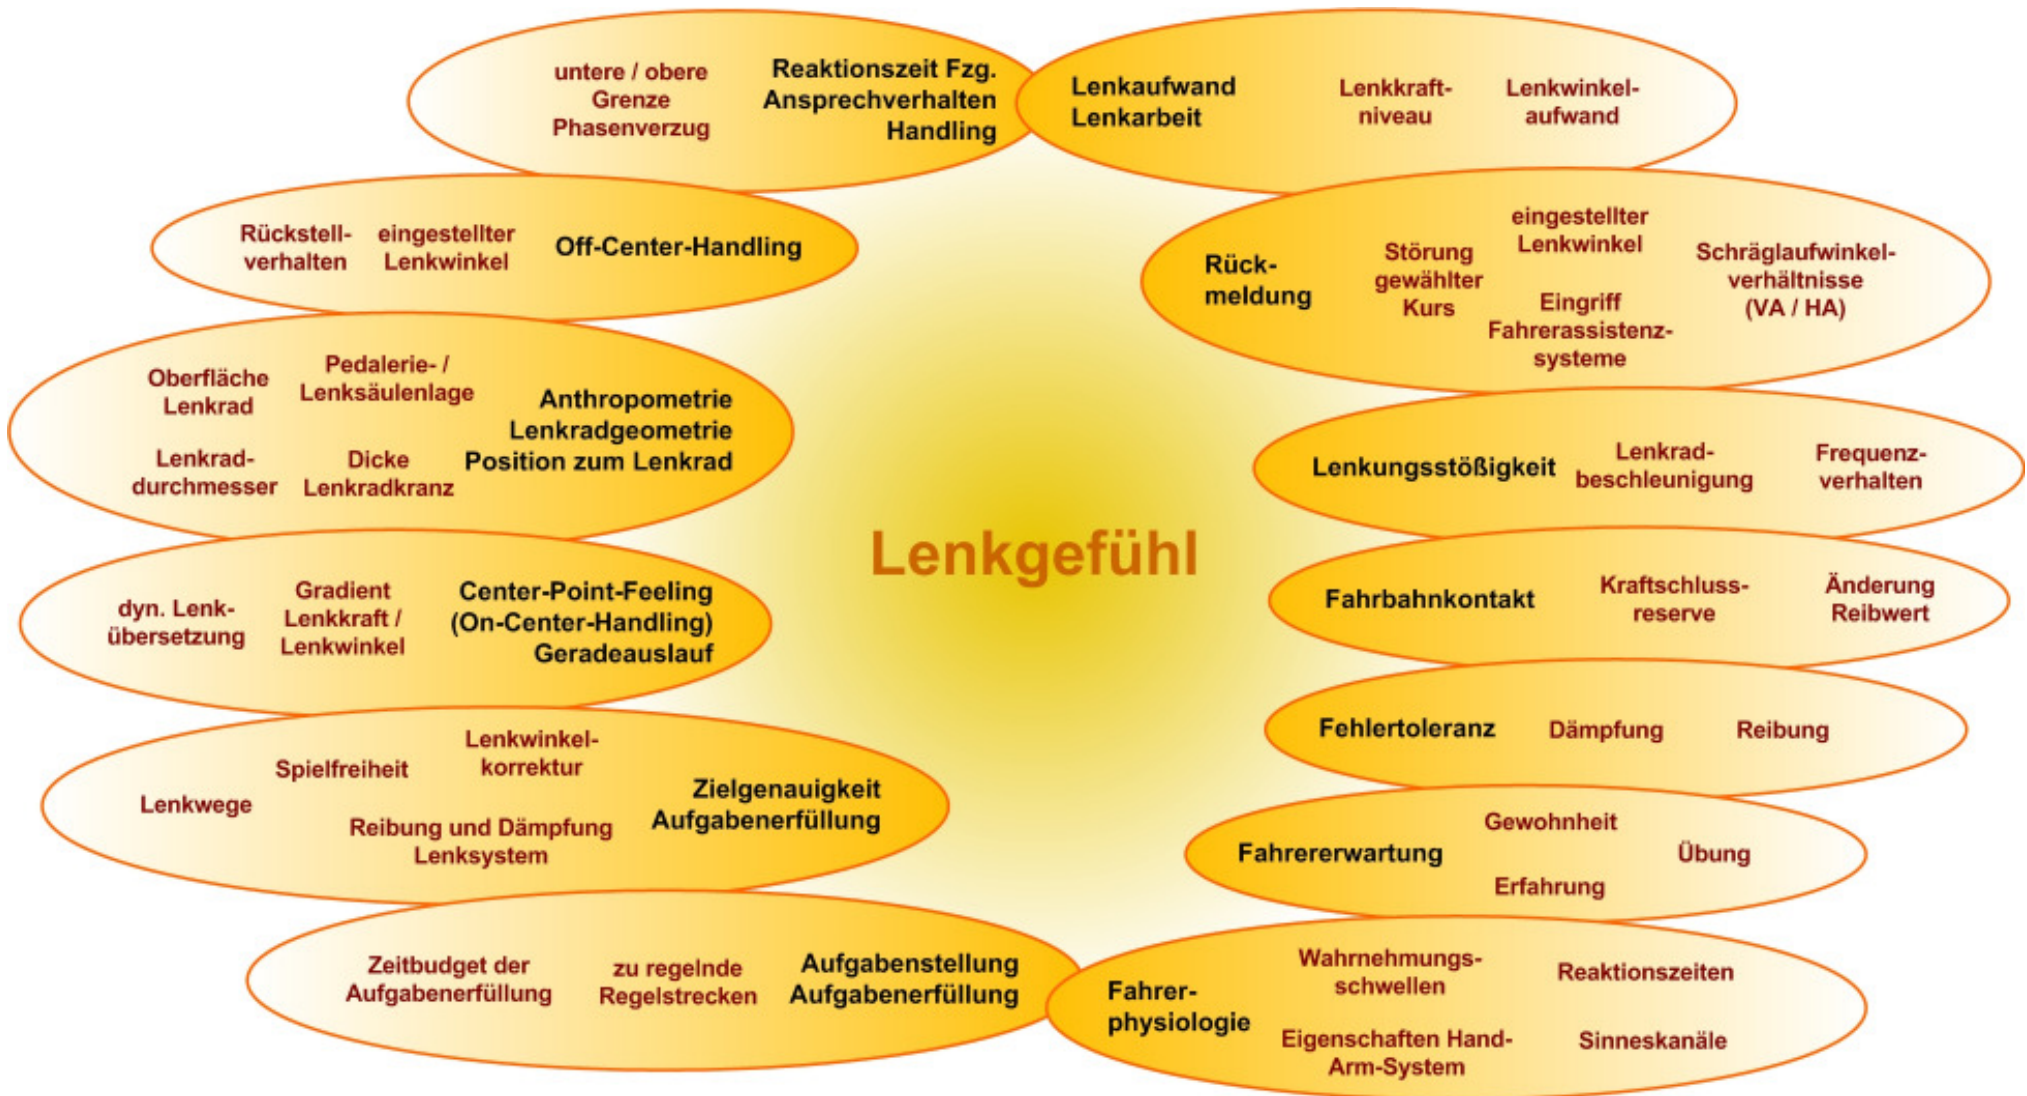 untere / obere
Grenze
Phasenverzug
Reaktionszeit Fzg.
Ansprechverhalten
Handling
Lenkaufwand
Lenkarbeit
Lenkkraft-
niveau
Lenkwinkel-
aufwand
Rückstell-
verhalten
eingestellter
Lenkwinkel
Off-Center-Handling
Rück-
meldung
Störung
gewählter
Kurs
eingestellter
Lenkwinkel
Eingriff
Fahrerassistenz-
systeme
Schräglaufwinkel-
verhältnisse
(VA / HA)
Oberfläche
Lenkrad
Pedalerie- /
Lenksäulenlage
Lenkrad-
durchmesser
Dicke
Lenkradkranz
Anthropometrie
Lenkradgeometrie
Position zum Lenkrad
Lenkungsstößigkeit
Lenkrad-
beschleunigung
Frequenz-
verhalten
Lenkgefühl
dyn. Lenk-
übersetzung
Gradient
Lenkkraft /
Lenkwinkel
Center-Point-Feeling
(On-Center-Handling)
Geradeauslauf
Fahrbahnkontakt
Kraftschluss-
reserve
Änderung
Reibwert
Lenkwege
Spielfreiheit
Lenkwinkel-
korrektur
Reibung und Dämpfung
Lenksystem
Zielgenauigkeit
Aufgabenerfüllung
Fehlertoleranz
Dämpfung
Reibung
Fahrererwartung
Gewohnheit
Erfahrung
Übung
Zeitbudget der
Aufgabenerfüllung
zu regelnde
Regelstrecken
Aufgabenstellung
Aufgabenerfüllung
Fahrer-
physiologie
Wahrnehmungs-
schwellen
Reaktionszeiten
Eigenschaften Hand-
Arm-System
Sinneskanäle